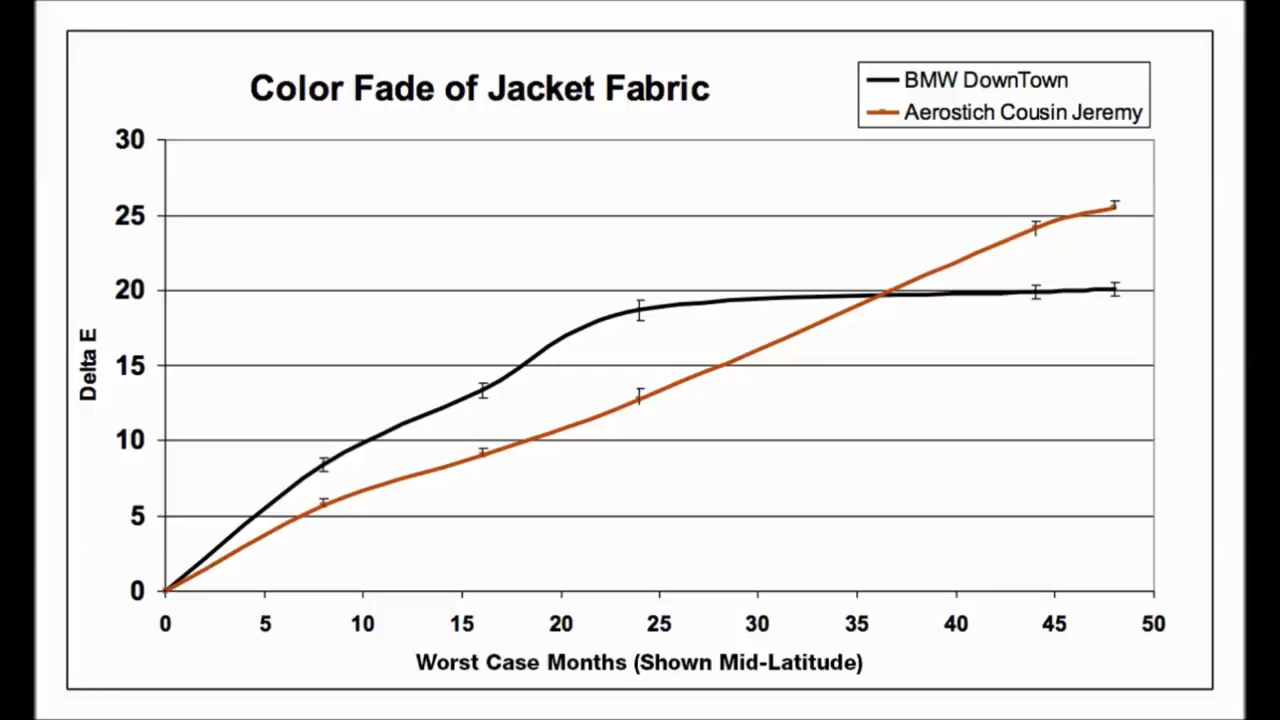 Color Fade of Jacket Fabric
BMW DownTown
Aerostich Cousin Jeremy
30
25
20
15
10
5
0
Delta E
0 5 10 15 20 25 30 35 40 45 50
Worst Case Months (Shown Mid-Latitude)